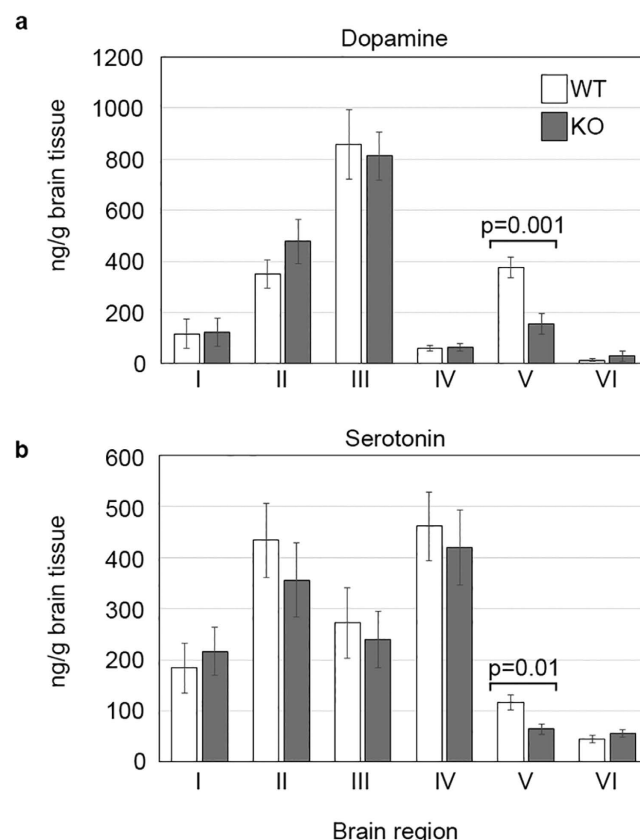 a
Dopamine
1200
1000
800
600
400
200
0
ng/g brain tissue
WT
KO
p=0.001
I II III IV V VI
b
Serotonin
600
500
400
300
200
100
0
ng/g brain tissue
p=0.01
I II III IV V VI
Brain region